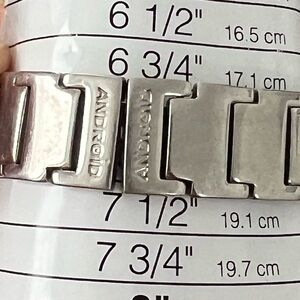 6 1/2" 16.5 cm
6 3/4" 17.1 cm
ANDROID
ANDROID
7 1/2" 19.1 cm
7 3/4" 19.7 cm